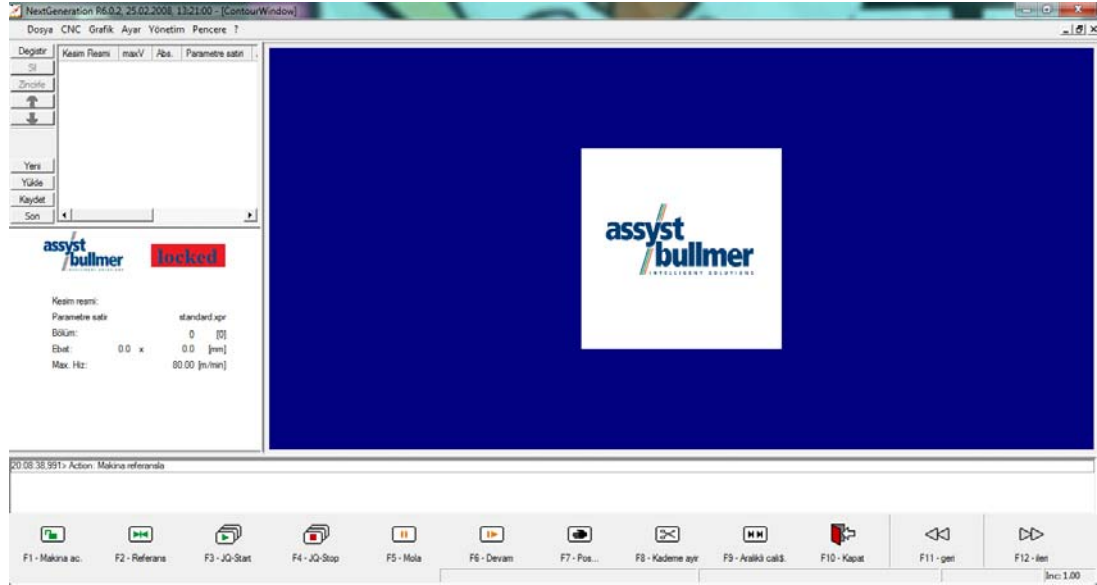 NextGeneration R6.0.2, 25.02.2008, 13:21:00 - [ContourWindow]
Dosya CNC Grafik Ayar Yönetim Pencere ?
Degistir
Sil
Zincirle
Yeni
Yükle
Kaydet
Son
Kesim Resmi maxV Abs. Parametre satiri
assyst bullmer
INTELLIGENT SOLUTIONS
locked
Kesim resmi:
Parametre satir standard.xpr
Bölüm: 0 [0]
Ebat: 0.0 x 0.0 [mm]
Max. Hiz: 80.00 [m/min]
assyst
bullmer
INTELLIGENT SOLUTIONS
20:08:38,991> Action: Makina referansla
F1 - Makina ac. F2 - Referans F3 - JQ-Start F4 - JQ-Stop F5 - Mola F6 - Devam F7 - Pos... F8 - Kademe ayir F9 - Aralikli calis. F10 - Kapat F11 - geri F12 - ileri
Inc: 1.00